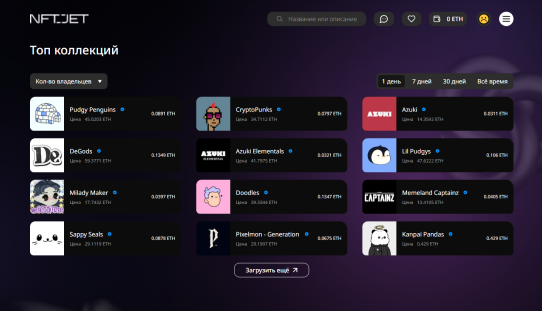 NFT JET
Название или описание
0 ETH
Топ коллекций
Кол-во владельцев
1 день 7 дней 30 дней Всё время
Pudgy Penguins
Цена 45.0203 ETH
0.0891 ETH
CryptoPunks
Цена 34.7112 ETH
0.0797 ETH
AZUKI
Azuki
Цена 14.3592 ETH
0.0311 ETH
De
DeGods
Цена 59.3771 ETH
0.1349 ETH
AZUKI
ELEMENTALS
Azuki Elementals
Цена 41.7975 ETH
0.0331 ETH
Lil Pudgys
Цена 47.8222 ETH
0.106 ETH
Milady Maker
Цена 17.7432 ETH
0.0397 ETH
Doodles
Цена 39.5044 ETH
0.1347 ETH
CAPTAINZ
Memeland Captainz
Цена 13.4105 ETH
0.0405 ETH
Sappy Seals
Цена 29.1119 ETH
0.0878 ETH
Pixelmon - Generation
Цена 29.1597 ETH
0.0675 ETH
Kanpai Pandas
Цена 0.429 ETH
0.429 ETH
Загрузить ещё